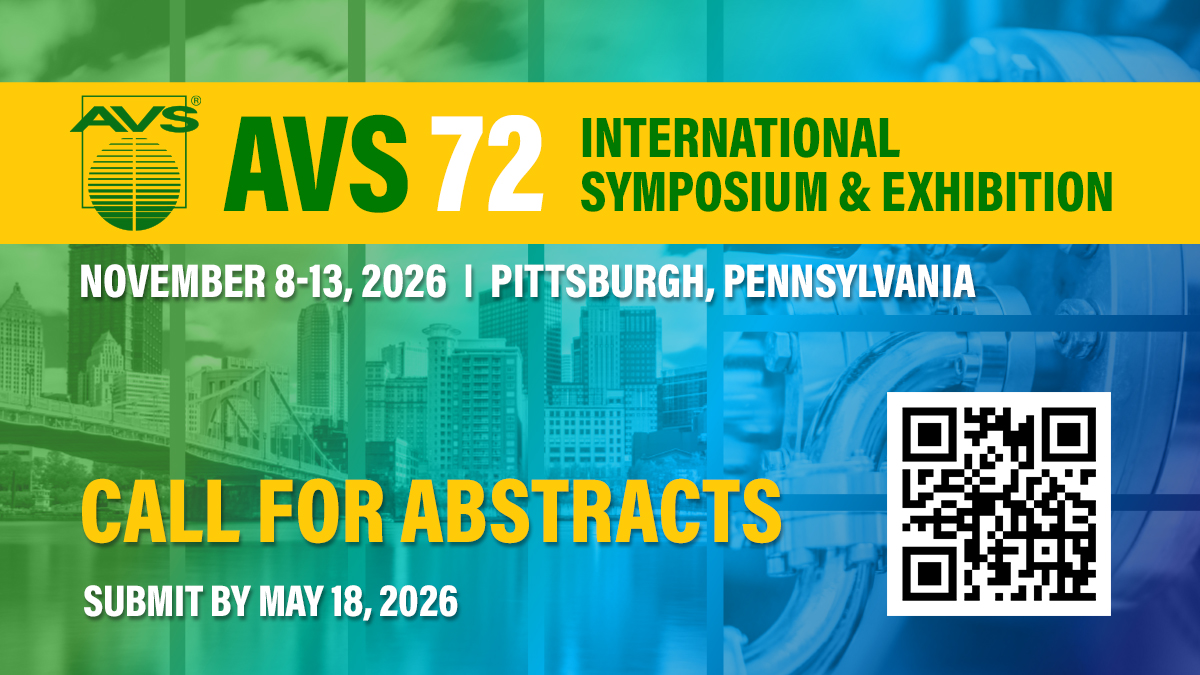 AVS®
AVS 72
INTERNATIONAL
SYMPOSIUM & EXHIBITION
NOVEMBER 8-13, 2026 | PITTSBURGH, PENNSYLVANIA
CALL FOR ABSTRACTS
SUBMIT BY MAY 18, 2026